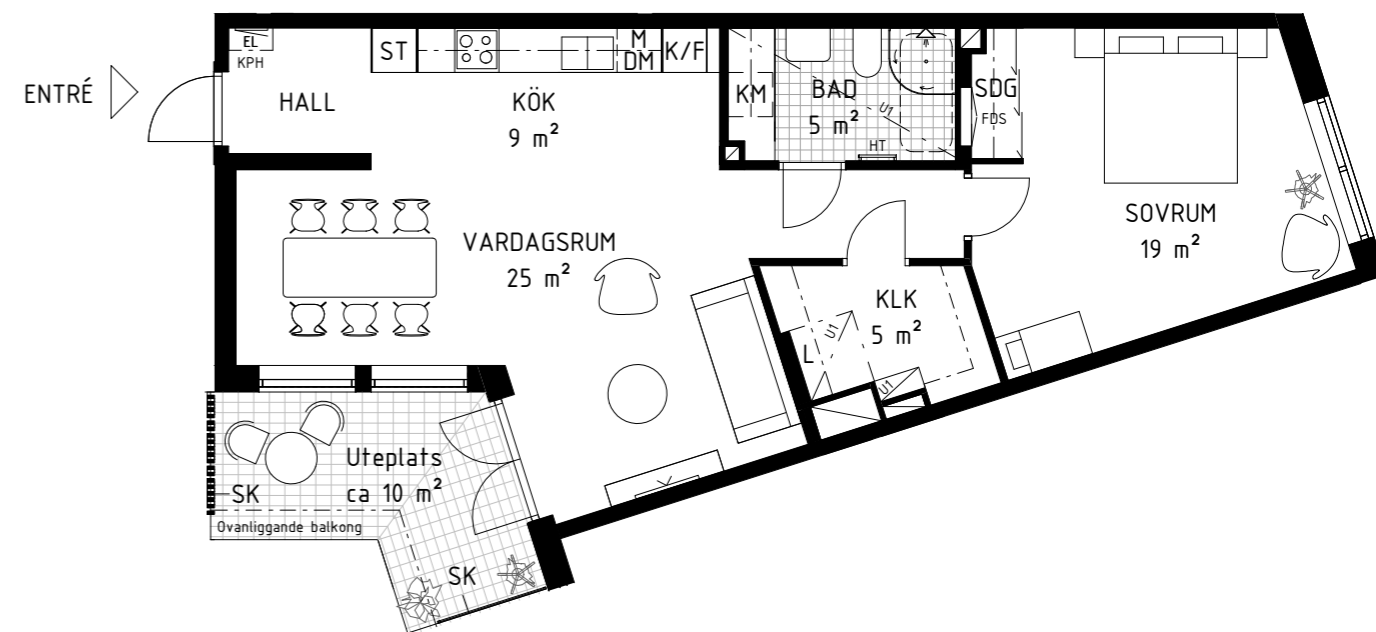 ENTRÉ
EL
KPH
HALL
ST
KÖK
9 m²
M
DM
K/F
KM
BAD
5 m²
U1
HT
SDG
FDS
SOVRUM
19 m²
VARDAGSRUM
25 m²
KLK
5 m²
U1
L
U1
Uteplats
ca 10 m²
SK
Ovanliggande balkong
SK